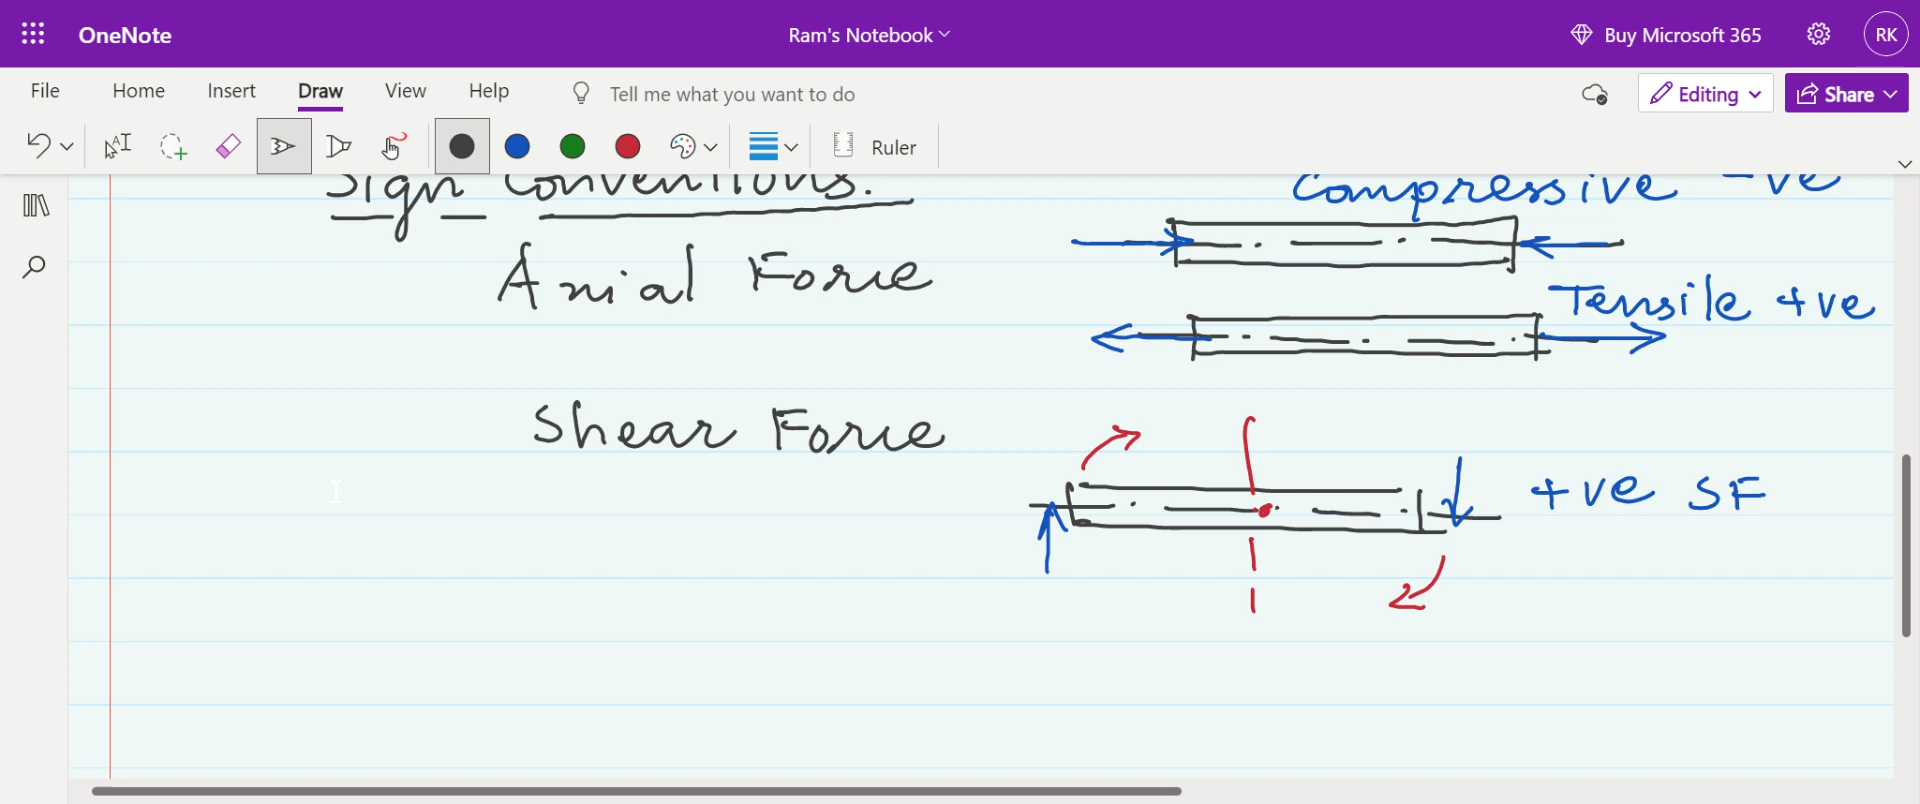 OneNote
Ram's Notebook
Buy Microsoft 365
RK
File Home Insert Draw View Help
Tell me what you want to do
Editing
Share
Ruler
Sign Conventions.
Compressive -ve
Axial Force
Tensile +ve
Shear Force
+ve SF